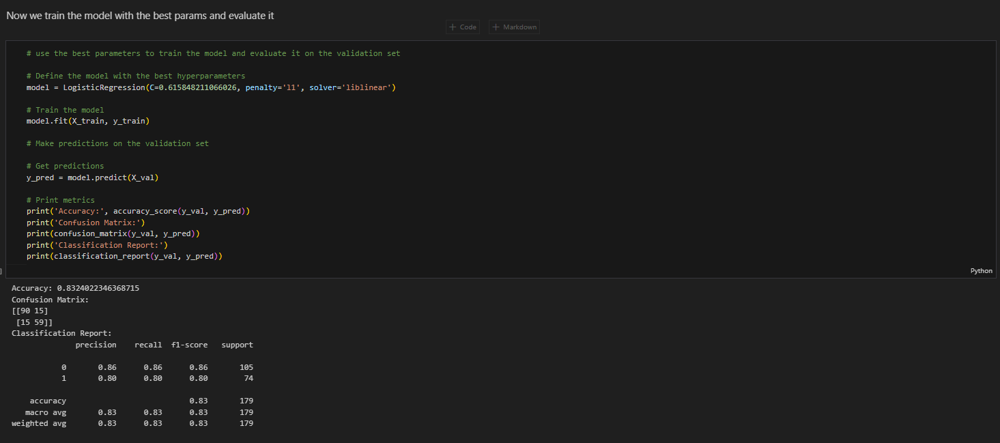 Now we train the model with the best params and evaluate it
+ Code + Markdown
# use the best parameters to train the model and evaluate it on the validation set
# Define the model with the best hyperparameters
model = LogisticRegression(C=0.615848211066026, penalty='l1', solver='liblinear')
# Train the model
model.fit(X_train, y_train)
# Make predictions on the validation set
# Get predictions
y_pred = model.predict(X_val)
# Print metrics
print('Accuracy:', accuracy_score(y_val, y_pred))
print('Confusion Matrix:')
print(confusion_matrix(y_val, y_pred))
print('Classification Report:')
print(classification_report(y_val, y_pred))
]
Python
Accuracy: 0.8324022346368715
Confusion Matrix:
[[90 15]
[15 59]]
Classification Report:
precision recall f1-score support
0 0.86 0.86 0.86 105
1 0.80 0.80 0.80 74
accuracy 0.83 179
macro avg 0.83 0.83 0.83 179
weighted avg 0.83 0.83 0.83 179